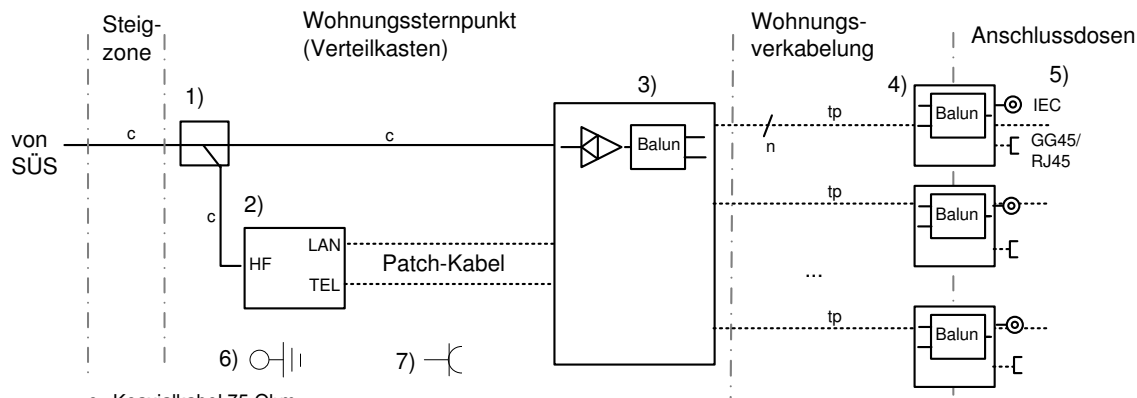 Steig-
zone
Wohnungssternpunkt
(Verteilkasten)
Wohnungs-
verkabelung
Anschlussdosen
1)
3)
4)
5)
von
SÜS
c
c
tp
n
Balun
Balun
IEC
GG45/
RJ45
c
2)
HF
LAN
TEL
Patch-Kabel
tp
Balun
...
tp
Balun
6)
7)